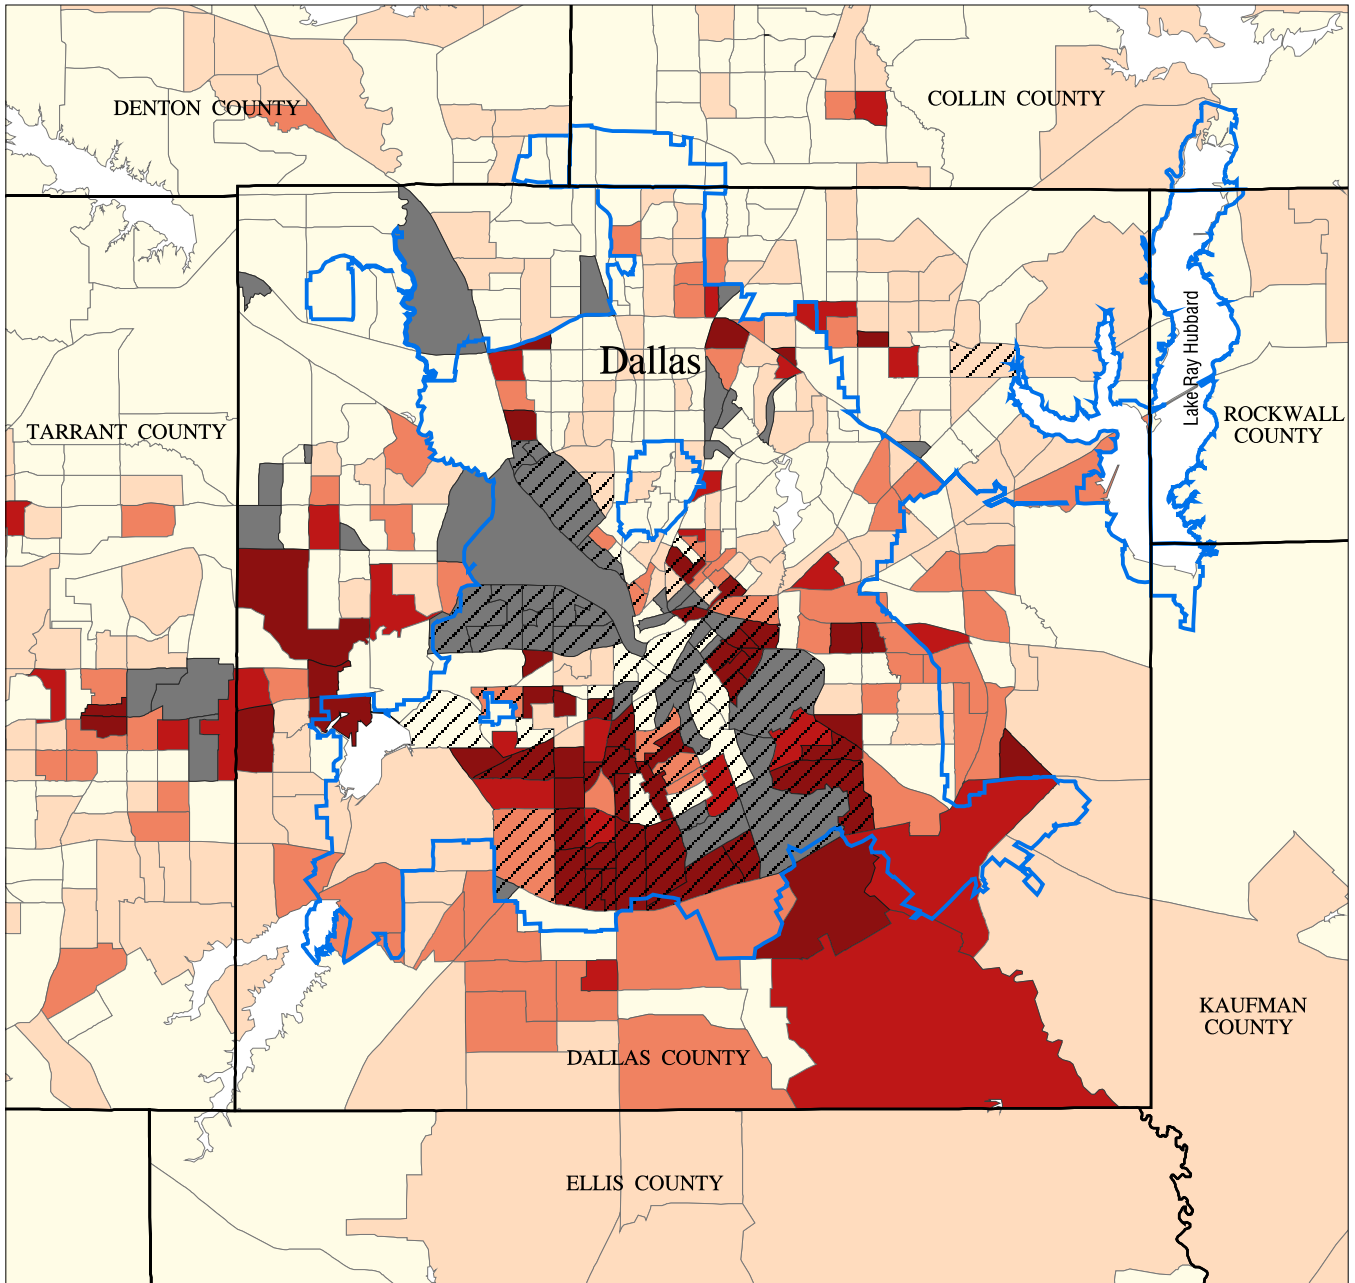 DENTON COUNTY
COLLIN COUNTY
Dallas
Lake Ray Hubbard
ROCKWALL
COUNTY
TARRANT COUNTY
KAUFMAN
COUNTY
DALLAS COUNTY
ELLIS COUNTY